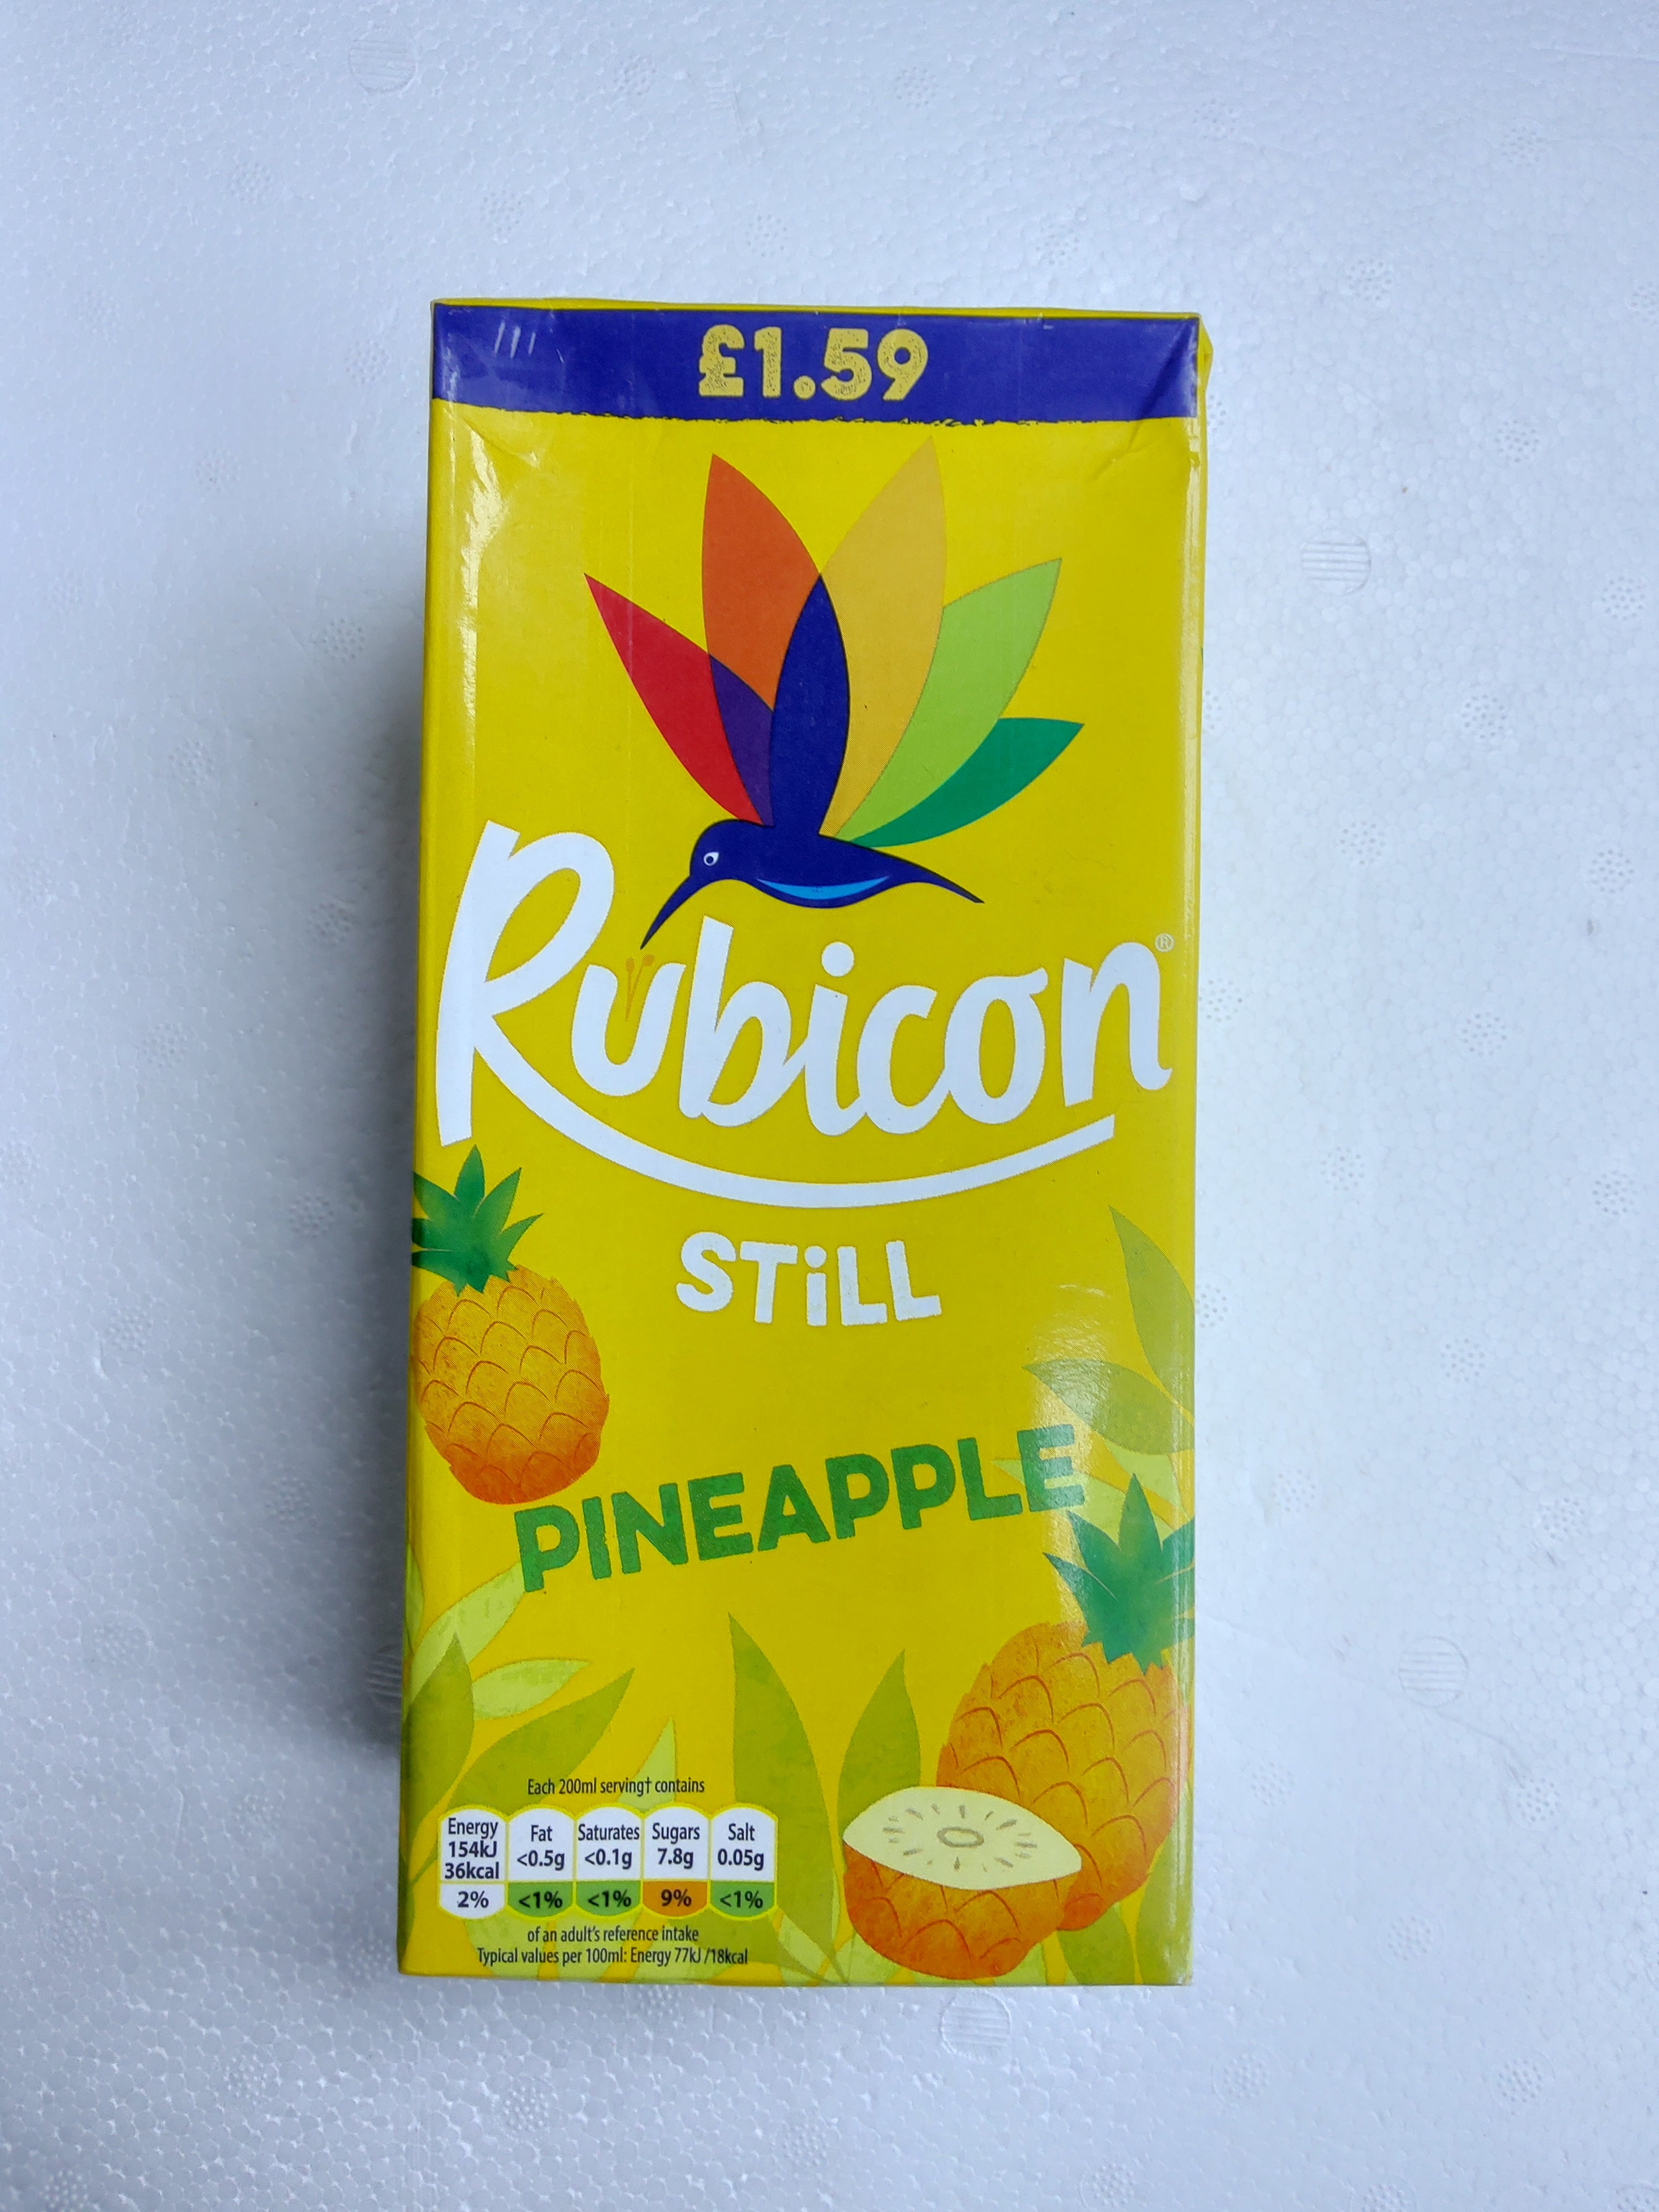 £1.59
Rubicon®
STiLL
PINEAPPLE
Each 200ml serving† contains
Energy 154kJ 36kcal 2%
Fat <0.5g <1%
Saturates <0.1g <1%
Sugars 7.8g 9%
Salt 0.05g <1%
of an adult's reference intake
Typical values per 100ml: Energy 77kJ /18kcal